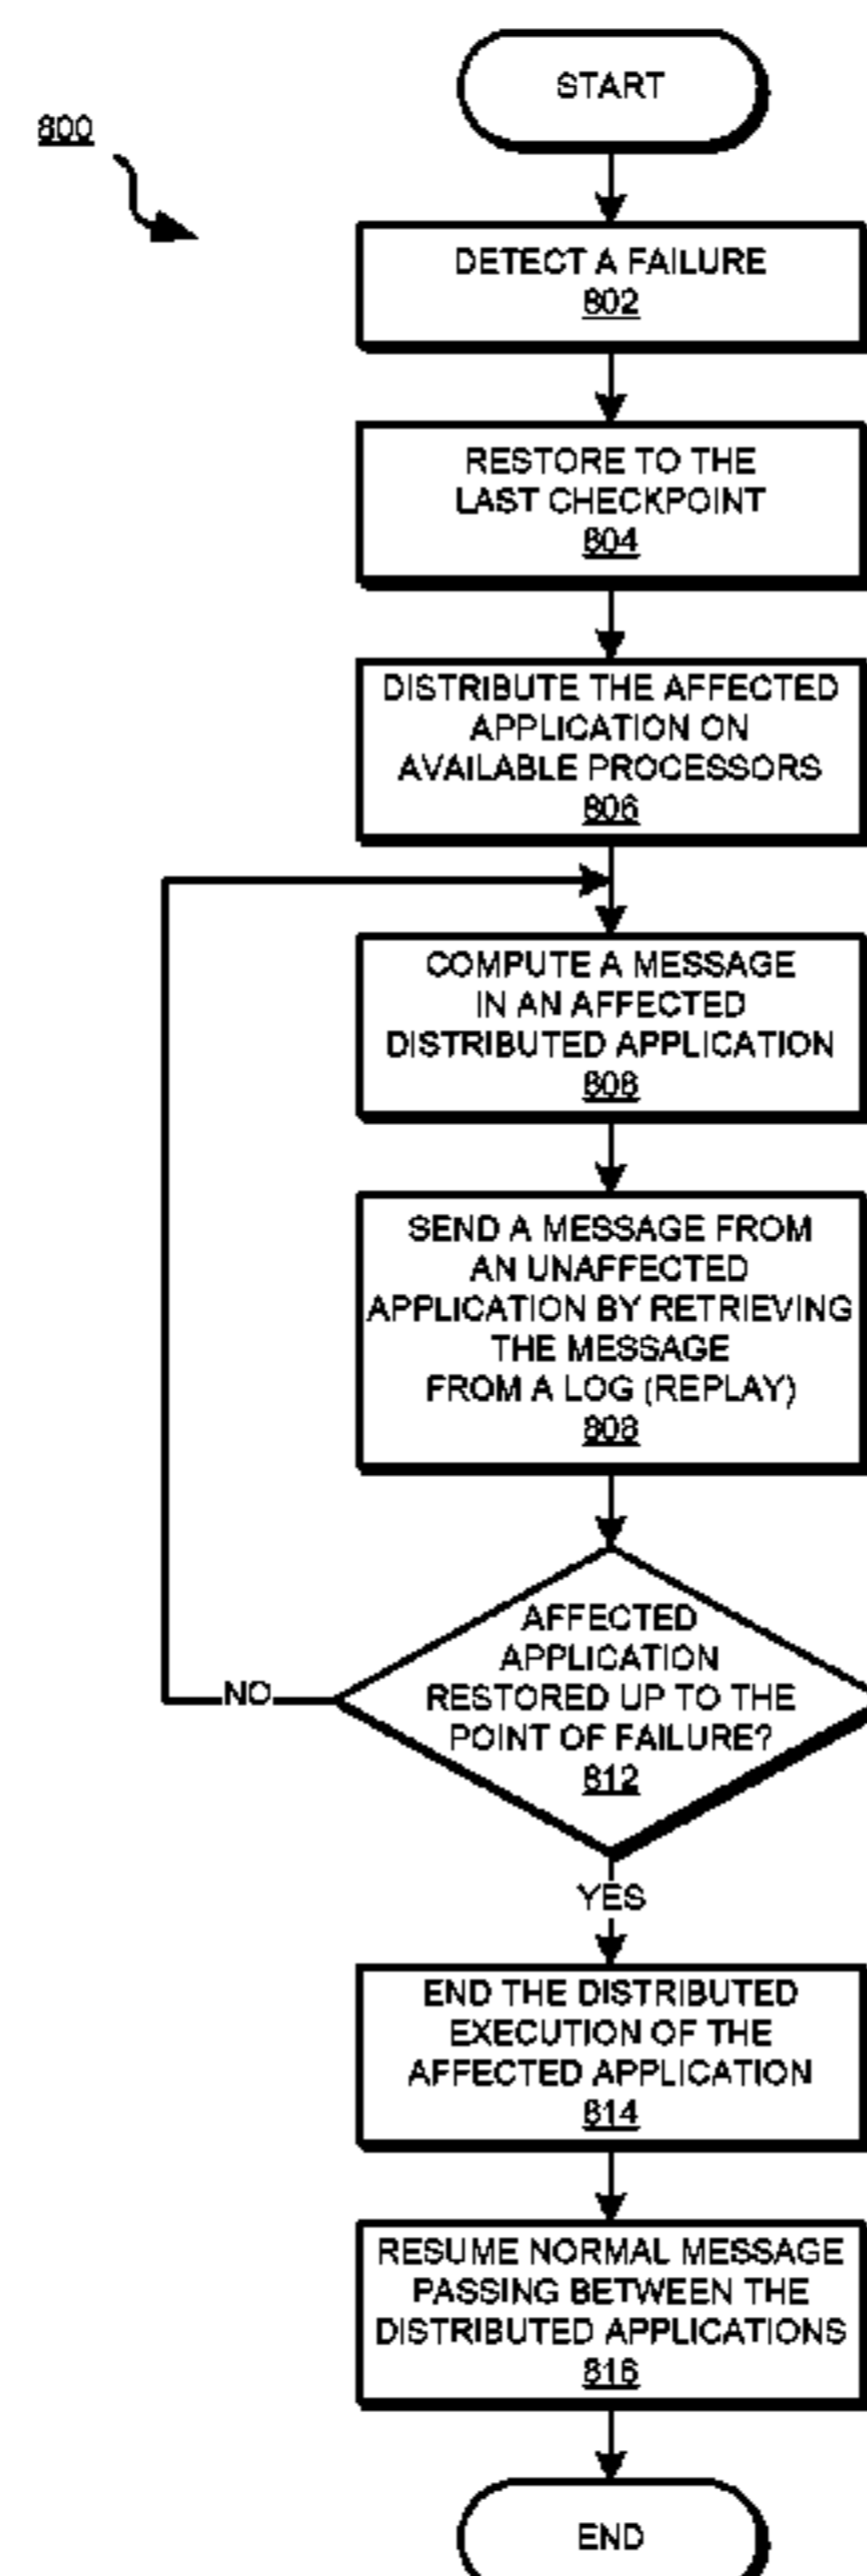 START
800
DETECT A FAILURE
802
RESTORE TO THE
LAST CHECKPOINT
804
DISTRIBUTE THE AFFECTED
APPLICATION ON
AVAILABLE PROCESSORS
806
COMPUTE A MESSAGE
IN AN AFFECTED
DISTRIBUTED APPLICATION
808
SEND A MESSAGE FROM
AN UNAFFECTED
APPLICATION BY RETRIEVING
THE MESSAGE
FROM A LOG (REPLAY)
808
AFFECTED
APPLICATION
RESTORED UP TO THE
POINT OF FAILURE?
812
NO
YES
END THE DISTRIBUTED
EXECUTION OF THE
AFFECTED APPLICATION
814
RESUME NORMAL MESSAGE
PASSING BETWEEN THE
DISTRIBUTED APPLICATIONS
816
END